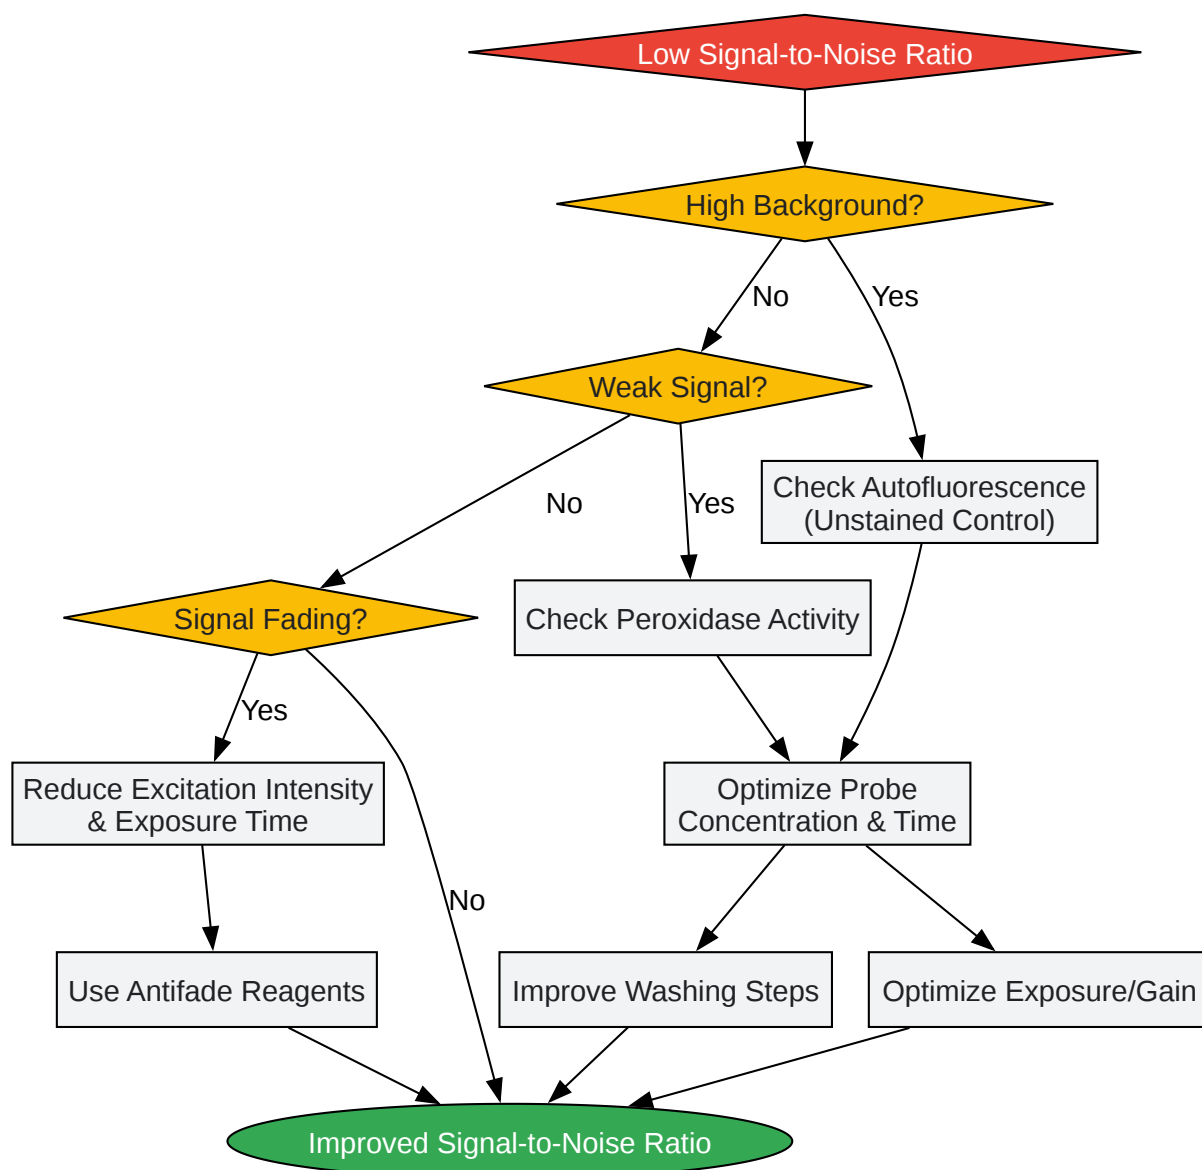 Low Signal-to-Noise Ratio
High Background?
No
Yes
Weak Signal?
Check Autofluorescence
(Unstained Control)
No
Yes
Signal Fading?
Check Peroxidase Activity
Yes
Reduce Excitation Intensity
& Exposure Time
Optimize Probe
Concentration & Time
No
Use Antifade Reagents
Improve Washing Steps
Optimize Exposure/Gain
Improved Signal-to-Noise Ratio